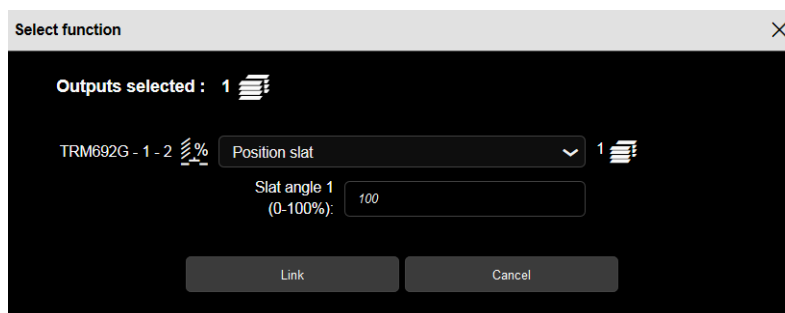 Select function
Outputs selected : 1
TRM692G - 1 - 2 % Position slat 1
Slat angle 1
(0-100%): 100
Link Cancel